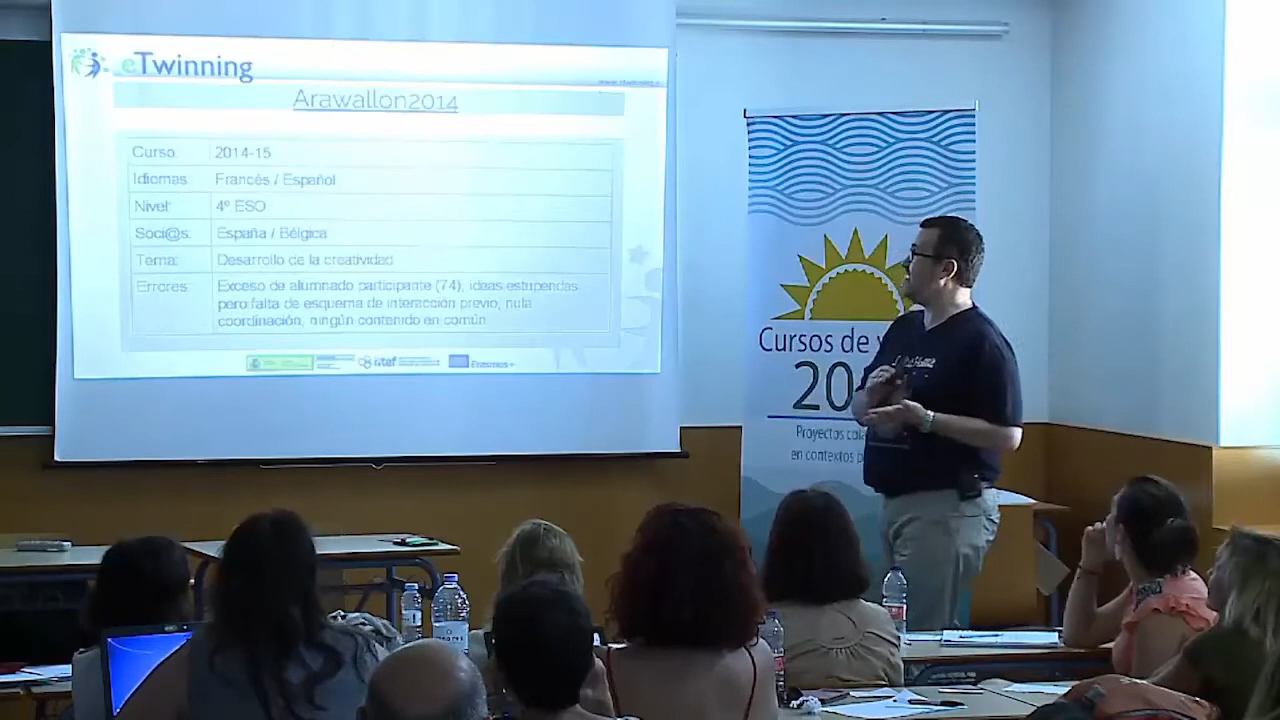 eTwinning
Arawallon2014
Curso: 2014-15
Idiomas: Francés / Español
Nivel: 4º ESO
Soci@s: España / Bélgica
Tema: Desarrollo de la creatividad
Errores: Exceso de alumnado participante (74), ideas estupendas
pero falta de esquema de interacción previo, nula
coordinación, ningún contenido en común
intef
Erasmus+
Cursos de
20
Proyectos
en contextos